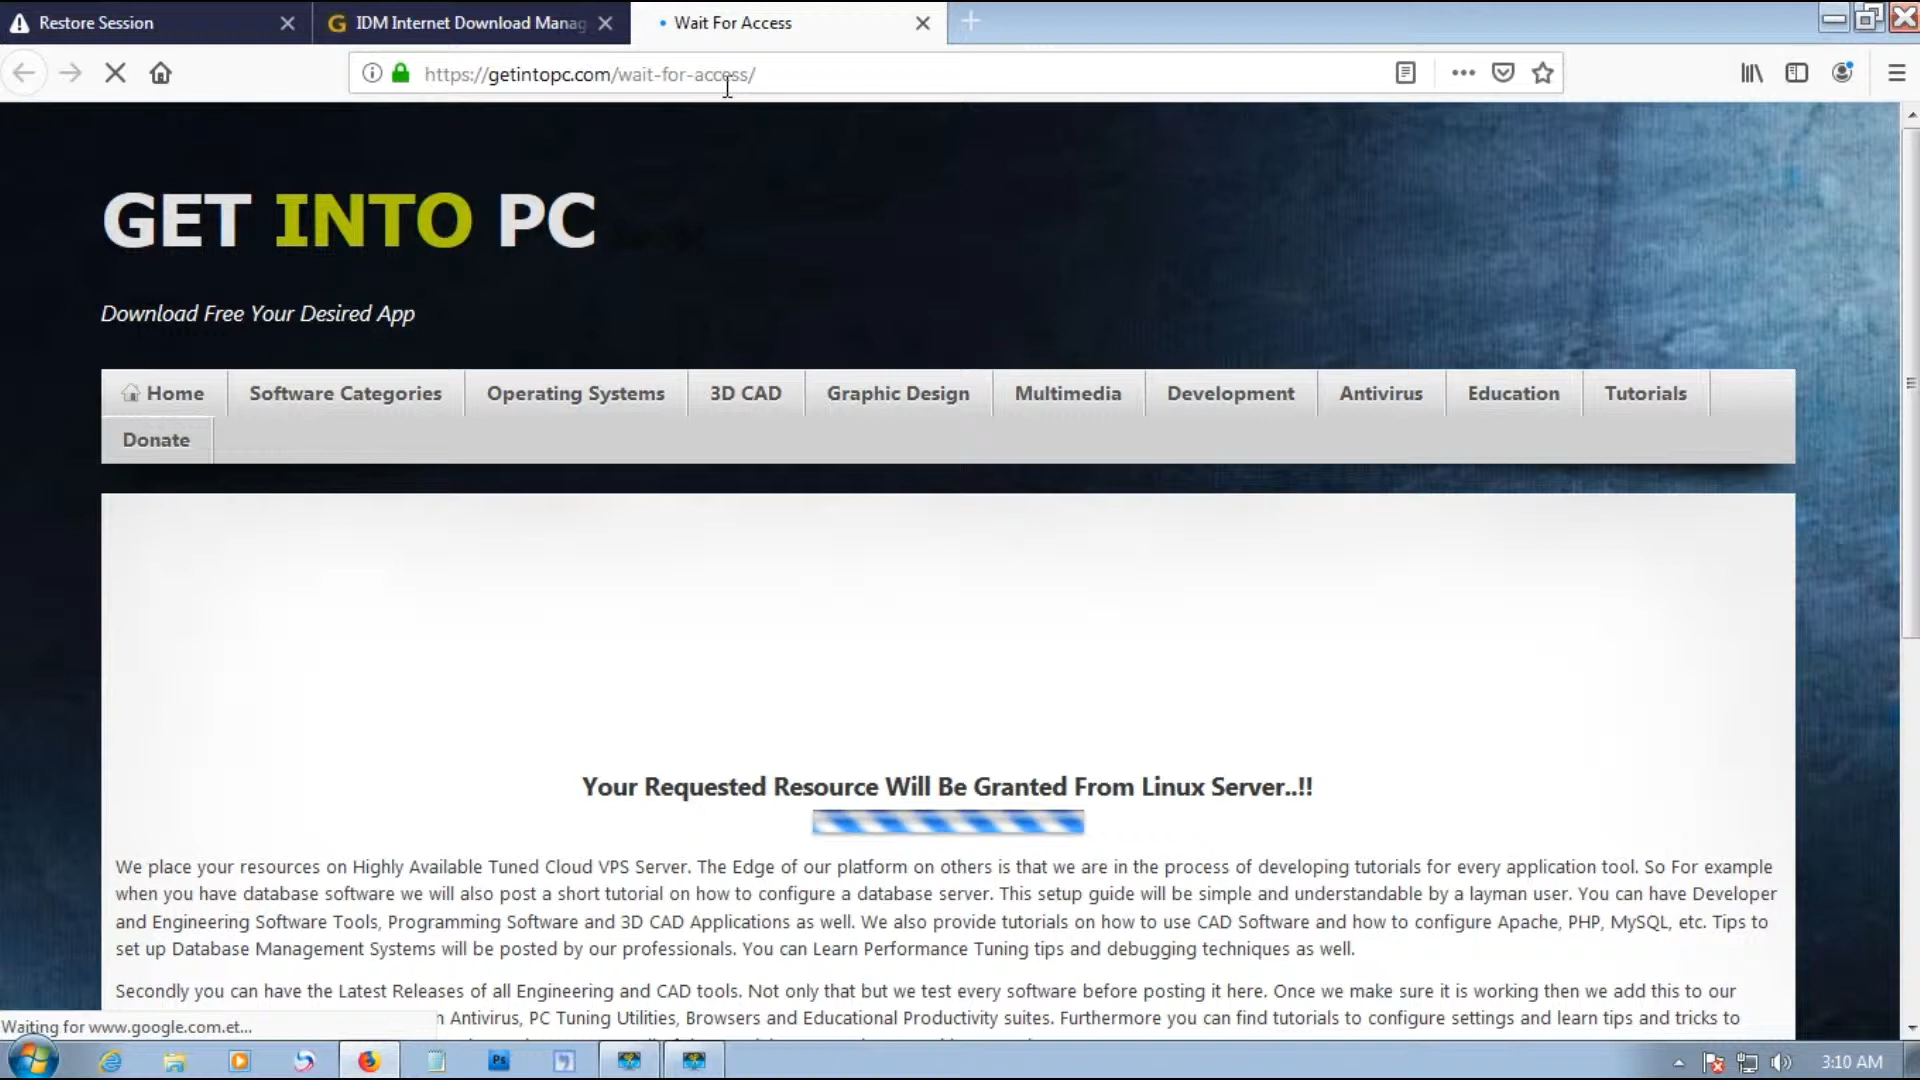 Restore Session
IDM Internet Download Manag
Wait For Access
https://getintopc.com/wait-for-access/
GET INTO PC
Download Free Your Desired App
Home Software Categories Operating Systems 3D CAD Graphic Design Multimedia Development Antivirus Education Tutorials
Donate
Your Requested Resource Will Be Granted From Linux Server..!!
We place your resources on Highly Available Tuned Cloud VPS Server. The Edge of our platform on others is that we are in the process of developing tutorials for every application tool. So For example
when you have database software we will also post a short tutorial on how to configure a database server. This setup guide will be simple and understandable by a layman user. You can have Developer
and Engineering Software Tools, Programming Software and 3D CAD Applications as well. We also provide tutorials on how to use CAD Software and how to configure Apache, PHP, MySQL, etc. Tips to
set up Database Management Systems will be posted by our professionals. You can Learn Performance Tuning tips and debugging techniques as well.
Secondly you can have the Latest Releases of all Engineering and CAD tools. Not only that but we test every software before posting it here. Once we make sure it is working then we add this to our
Antivirus, PC Tuning Utilities, Browsers and Educational Productivity suites. Furthermore you can find tutorials to configure settings and learn tips and tricks to
Waiting for www.google.com.et...
Ps
3:10 AM